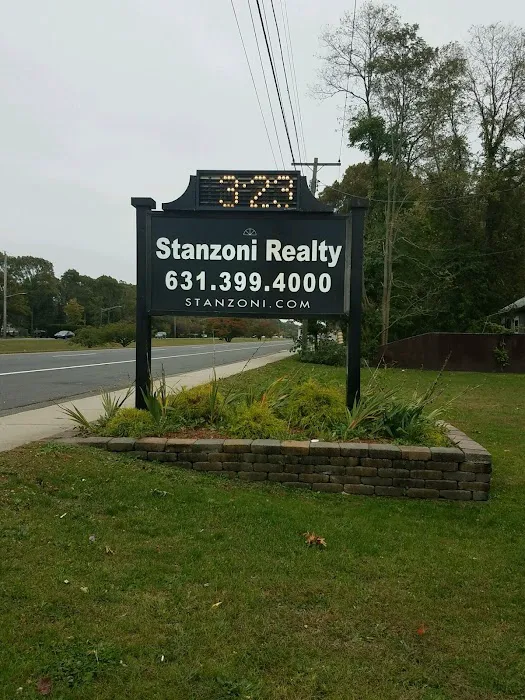 3:23
Stanzoni Realty
631.399.4000
STANZONI.COM